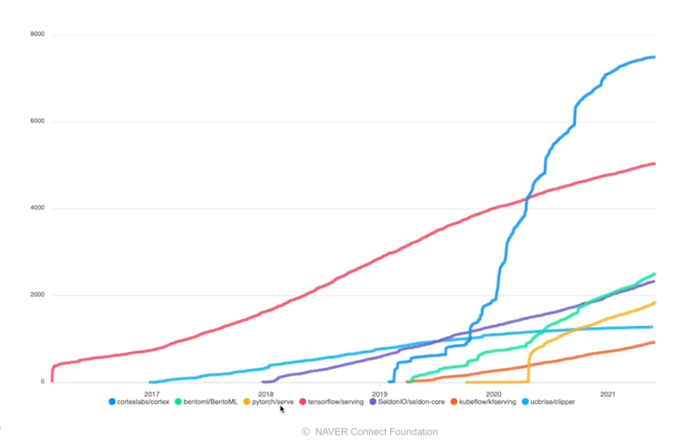 8000
6000
4000
2000
0
2017 2018 2019 2020 2021
cortexlabs/cortex bentoml/BentoML pytorch/serve tensorflow/serving SeldonIO/seldon-core kubeflow/kfserving ucbrise/clipper
© NAVER Connect Foundation